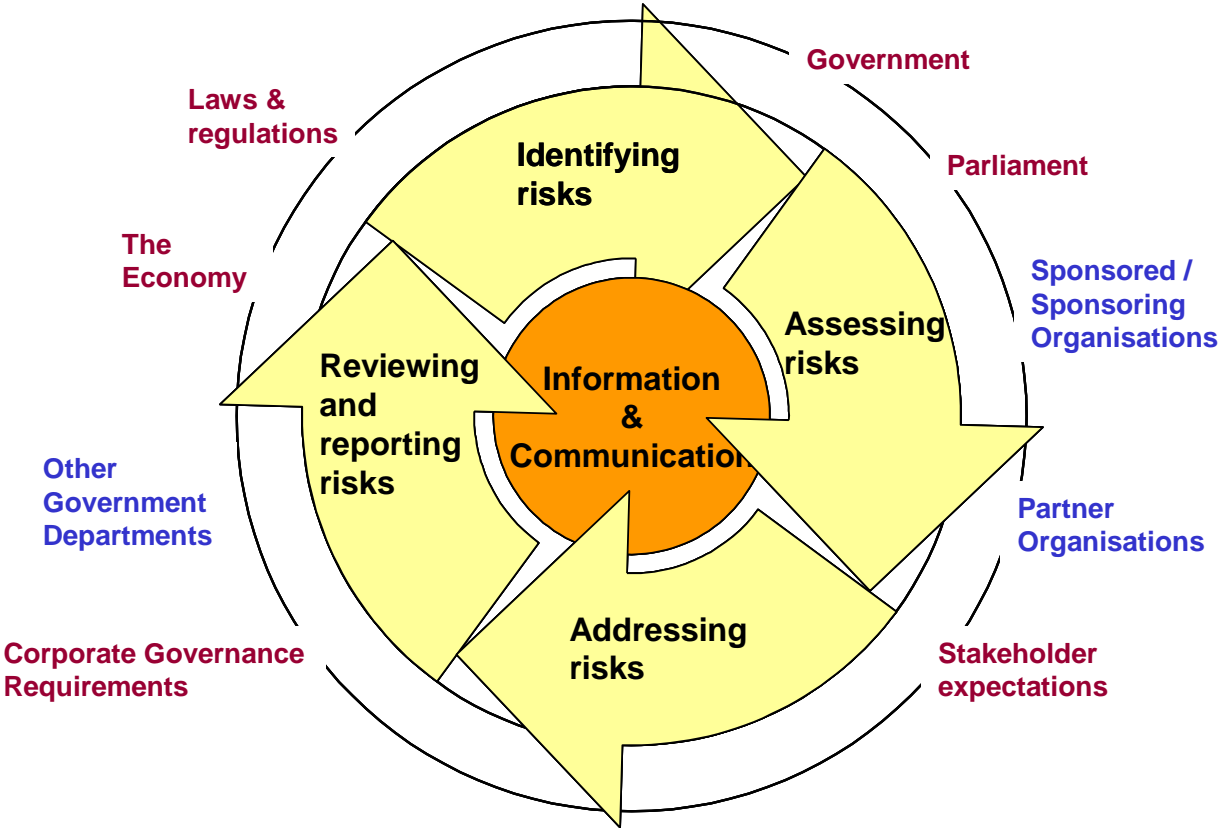 Government
Laws &
regulations
Identifying
risks
Parliament
The
Economy
Sponsored /
Sponsoring
Organisations
Assessing
risks
Reviewing
and
reporting
risks
Information
&
Communication
Other
Government
Departments
Partner
Organisations
Addressing
risks
Corporate Governance
Requirements
Stakeholder
expectations